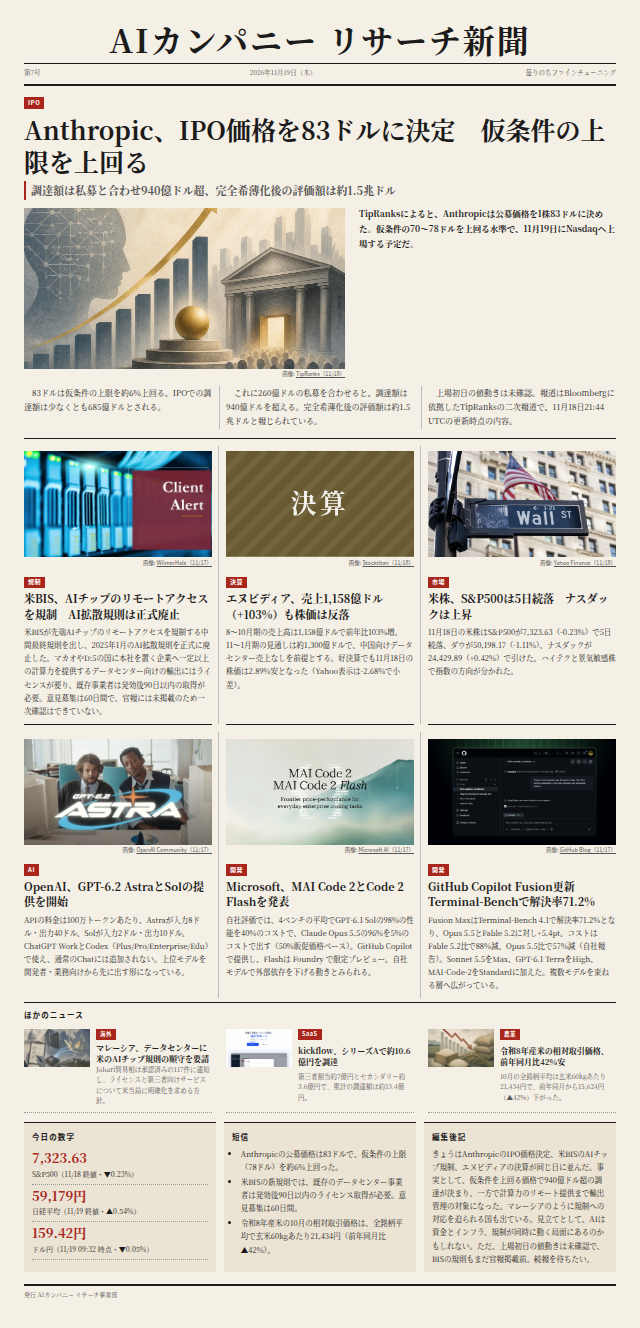 AIカンパニー リサーチ新聞
第7号
2026年11月19日（木）
曇りのちファインチューニング
IPO
Anthropic、IPO価格を83ドルに決定　仮条件の上
限を上回る
調達額は私募と合わせ940億ドル超、完全希薄化後の評価額は約1.5兆ドル
TipRanksによると、Anthropicは公募価格を1株83ドルに決め
た。仮条件の70〜78ドルを上回る水準で、11月19日にNasdaqへ上
場する予定だ。
画像: TipRanks（11/18）
83ドルは仮条件の上限を約6%上回る。IPOでの調
達額は少なくとも685億ドルとされる。
これに260億ドルの私募を合わせると、調達額は
940億ドルを超える。完全希薄化後の評価額は約1.5
兆ドルと報じられている。
上場初日の値動きは未確認。報道はBloombergに
依拠したTipRanksの二次報道で、11月18日21:44
UTCの更新時点の内容。
Client
Alert
画像: WilmerHale（11/17）
規制
米BIS、AIチップのリモートアクセス
を規制　AI拡散規則は正式廃止
米BISが先端AIチップのリモートアクセスを規制する中
間最終規則を出し、2025年1月のAI拡散規則を正式に廃
止した。マカオやD:5の国に本社を置く企業へ一定以上
の計算力を提供するデータセンター向けの輸出にはライ
センスが要り、既存事業者は発効後90日以内の取得が
必要。意見募集は60日間で、官報には未掲載のため一
次確認はできていない。
決算
画像: Stocktitan（11/18）
決算
エヌビディア、売上1,158億ドル
（+103%）も株価は反落
8〜10月期の売上高は1,158億ドルで前年比103%増。
11〜1月期の見通しは約1,300億ドルで、中国向けデータ
センター売上なしを前提とする。好決算でも11月18日の
株価は2.89%安となった（Yahoo表示は-2.68%で小
差）。
Wall ST
画像: Yahoo Finance（11/18）
市場
米株、S&P500は5日続落　ナスダッ
クは上昇
11月18日の米株はS&P500が7,323.63（-0.23%）で5日
続落、ダウが50,198.17（-1.11%）、ナスダックが
24,429.89（+0.42%）で引けた。ハイテクと景気敏感株
で指数の方向が分かれた。
GPT-6.2
ASTRA
画像: OpenAI Community（11/17）
AI
OpenAI、GPT-6.2 AstraとSolの提
供を開始
APIの料金は100万トークンあたり、Astraが入力8ド
ル・出力40ドル、Solが入力2ドル・出力10ドル。
ChatGPT WorkとCodex（Plus/Pro/Enterprise/Edu）
で使え、通常のChatには追加されない。上位モデルを
開発者・業務向けから先に出す形になっている。
MAI Code 2
MAI Code 2 Flash
Frontier price-performance for
everyday enterprise coding tasks
画像: Microsoft AI（11/17）
開発
Microsoft、MAI Code 2とCode 2
Flashを発表
自社評価では、4ベンチの平均でGPT-6.1 Solの98%の性
能を40%のコストで、Claude Opus 5.5の96%を5%の
コストで出す（50%販促価格ベース）。GitHub Copilot
で提供し、Flashは Foundry で限定プレビュー。自社
モデルで外部依存を下げる動きとみられる。
画像: GitHub Blog（11/17）
開発
GitHub Copilot Fusion更新
Terminal-Benchで解決率71.2%
Fusion MaxはTerminal-Bench 4.1で解決率71.2%とな
り、Opus 5.5とFable 5.2に対し+5.4pt。コストは
Fable 5.2比で88%減、Opus 5.5比で57%減（自社報
告）。Sonnet 5.5をMax、GPT-6.1 TerraをHigh、
MAI-Code-2をStandardに加えた。複数モデルを束ね
る層へ広がっている。
ほかのニュース
海外
マレーシア、データセンターに
米のAIチップ規則の順守を要請
Johari貿易相は承認済みの117件に通知
し、ライセンスと第三者向けサービス
について米当局に明確化を求める方
針。
SaaS
kickflow、シリーズAで約10.6
億円を調達
第三者割当約7億円とセカンダリー約
3.6億円で、累計の調達額は約13.4億
円。
農業
令和8年産米の相対取引価格、
前年同月比42%安
10月の全銘柄平均は玄米60kgあたり
21,434円で、前年同月から15,624円
（▲42%）下がった。
今日の数字
7,323.63
S&P500（11/18 終値・▼0.23%）
59,179円
日経平均（11/19 終値・▲0.54%）
159.42円
ドル円（11/19 09:32 時点・▼0.05%）
短信
• Anthropicの公募価格は83ドルで、仮条件の上限
（78ドル）を約6%上回った。
• 米BISの新規則では、既存のデータセンター事業
者は発効後90日以内のライセンス取得が必要。意
見募集は60日間。
• 令和8年産米の10月の相対取引価格は、全銘柄平
均で玄米60kgあたり21,434円（前年同月比
▲42%）。
編集後記
きょうはAnthropicのIPO価格決定、米BISのAIチッ
プ規制、エヌビディアの決算が同じ日に並んだ。事
実として、仮条件を上回る価格で940億ドル超の調
達が決まり、一方で計算力のリモート提供まで輸出
管理の対象になった。マレーシアのように規制への
対応を迫られる国も出ている。見立てとして、AIは
資金とインフラ、規制が同時に動く局面にあるのか
もしれない。ただ、上場初日の値動きは未確認で、
BIS規則もまだ官報掲載前。続報を待ちたい。
発行 AIカンパニー リサーチ事業部